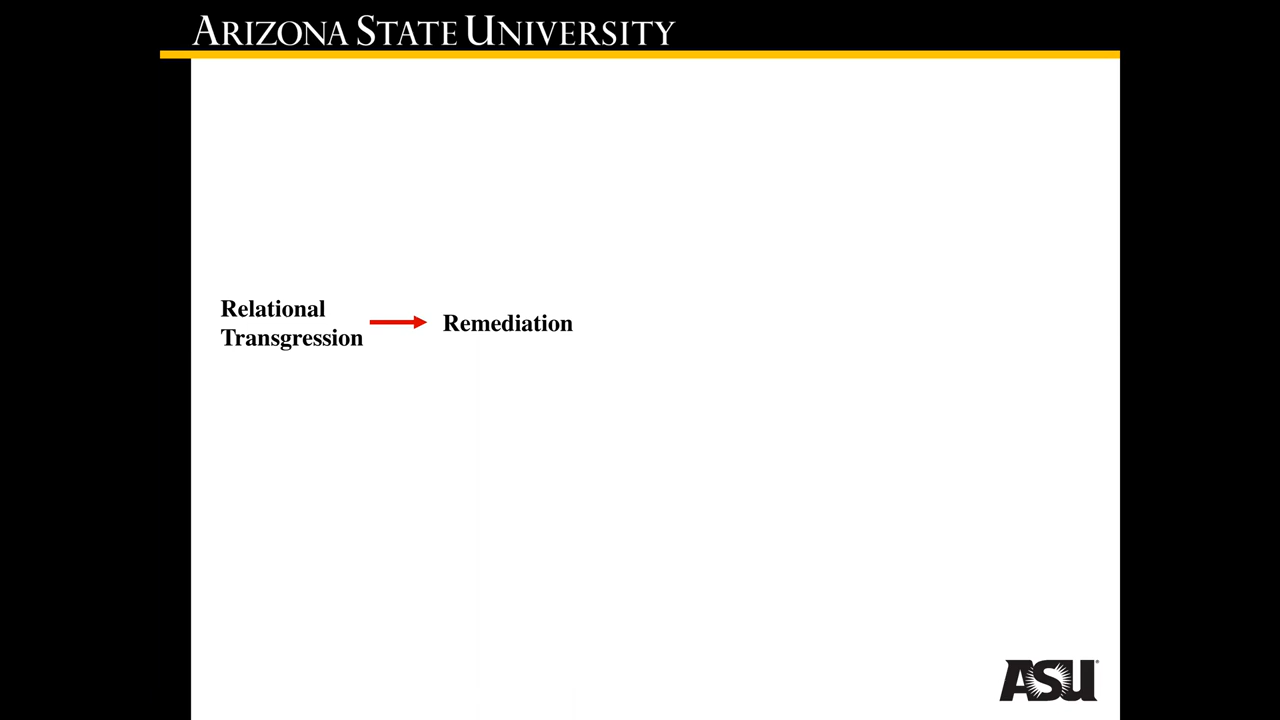 ARIZONA STATE UNIVERSITY
Relational
Transgression
Remediation
ASU